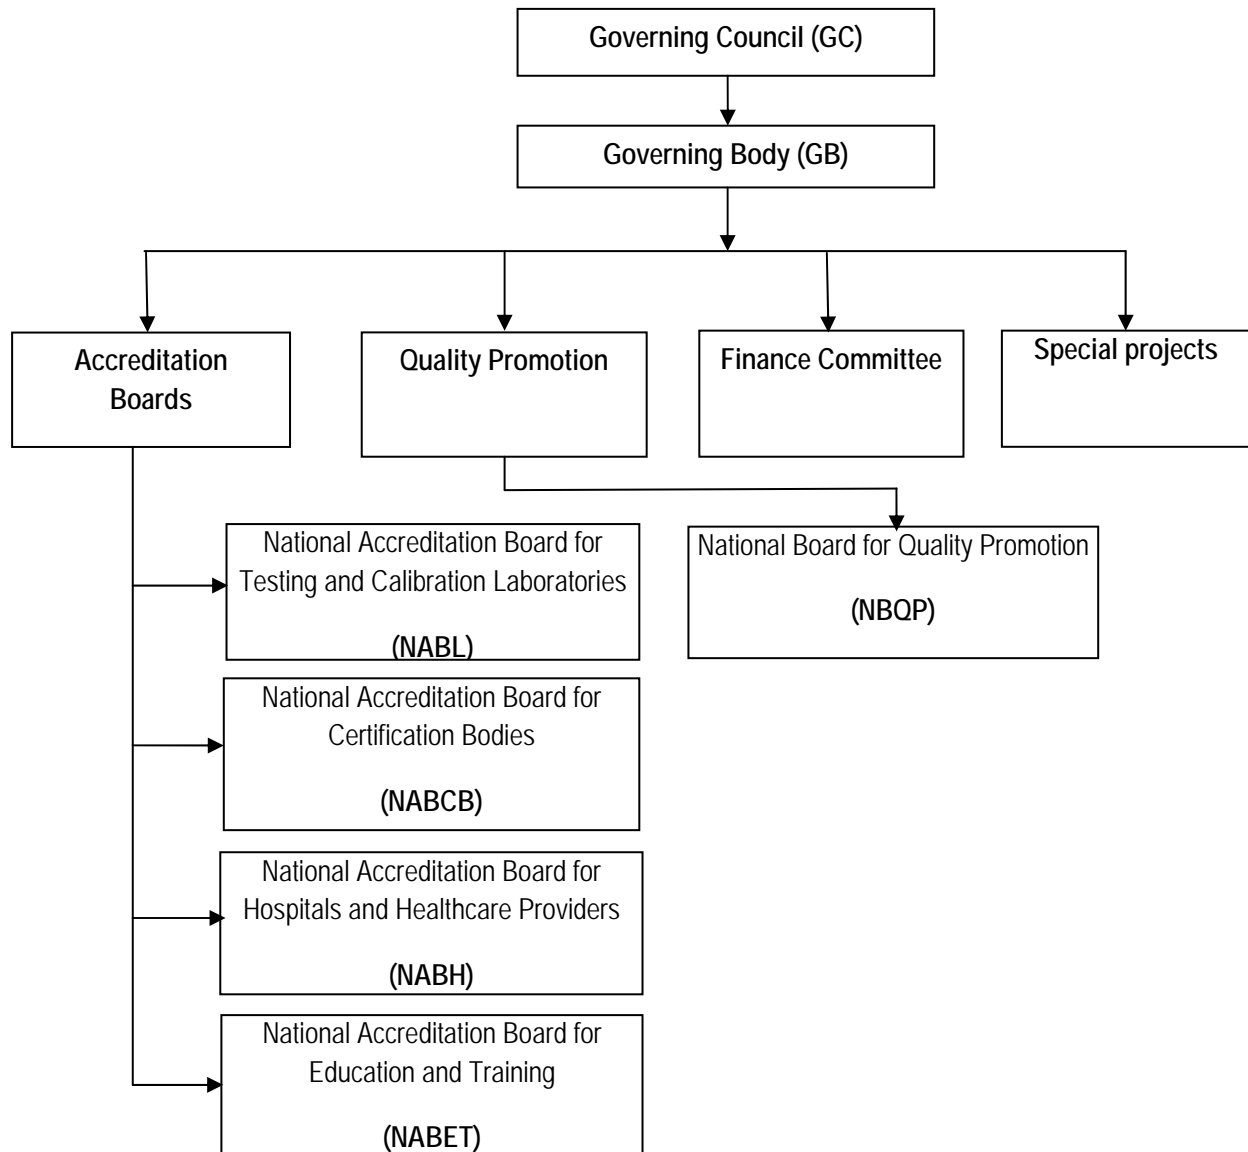 Governing Council (GC)
Governing Body (GB)
Accreditation
Boards
Quality Promotion
Finance Committee
Special projects
National Accreditation Board for
Testing and Calibration Laboratories
(NABL)
National Board for Quality Promotion
(NBQP)
National Accreditation Board for
Certification Bodies
(NABCB)
National Accreditation Board for
Hospitals and Healthcare Providers
(NABH)
National Accreditation Board for
Education and Training
(NABET)